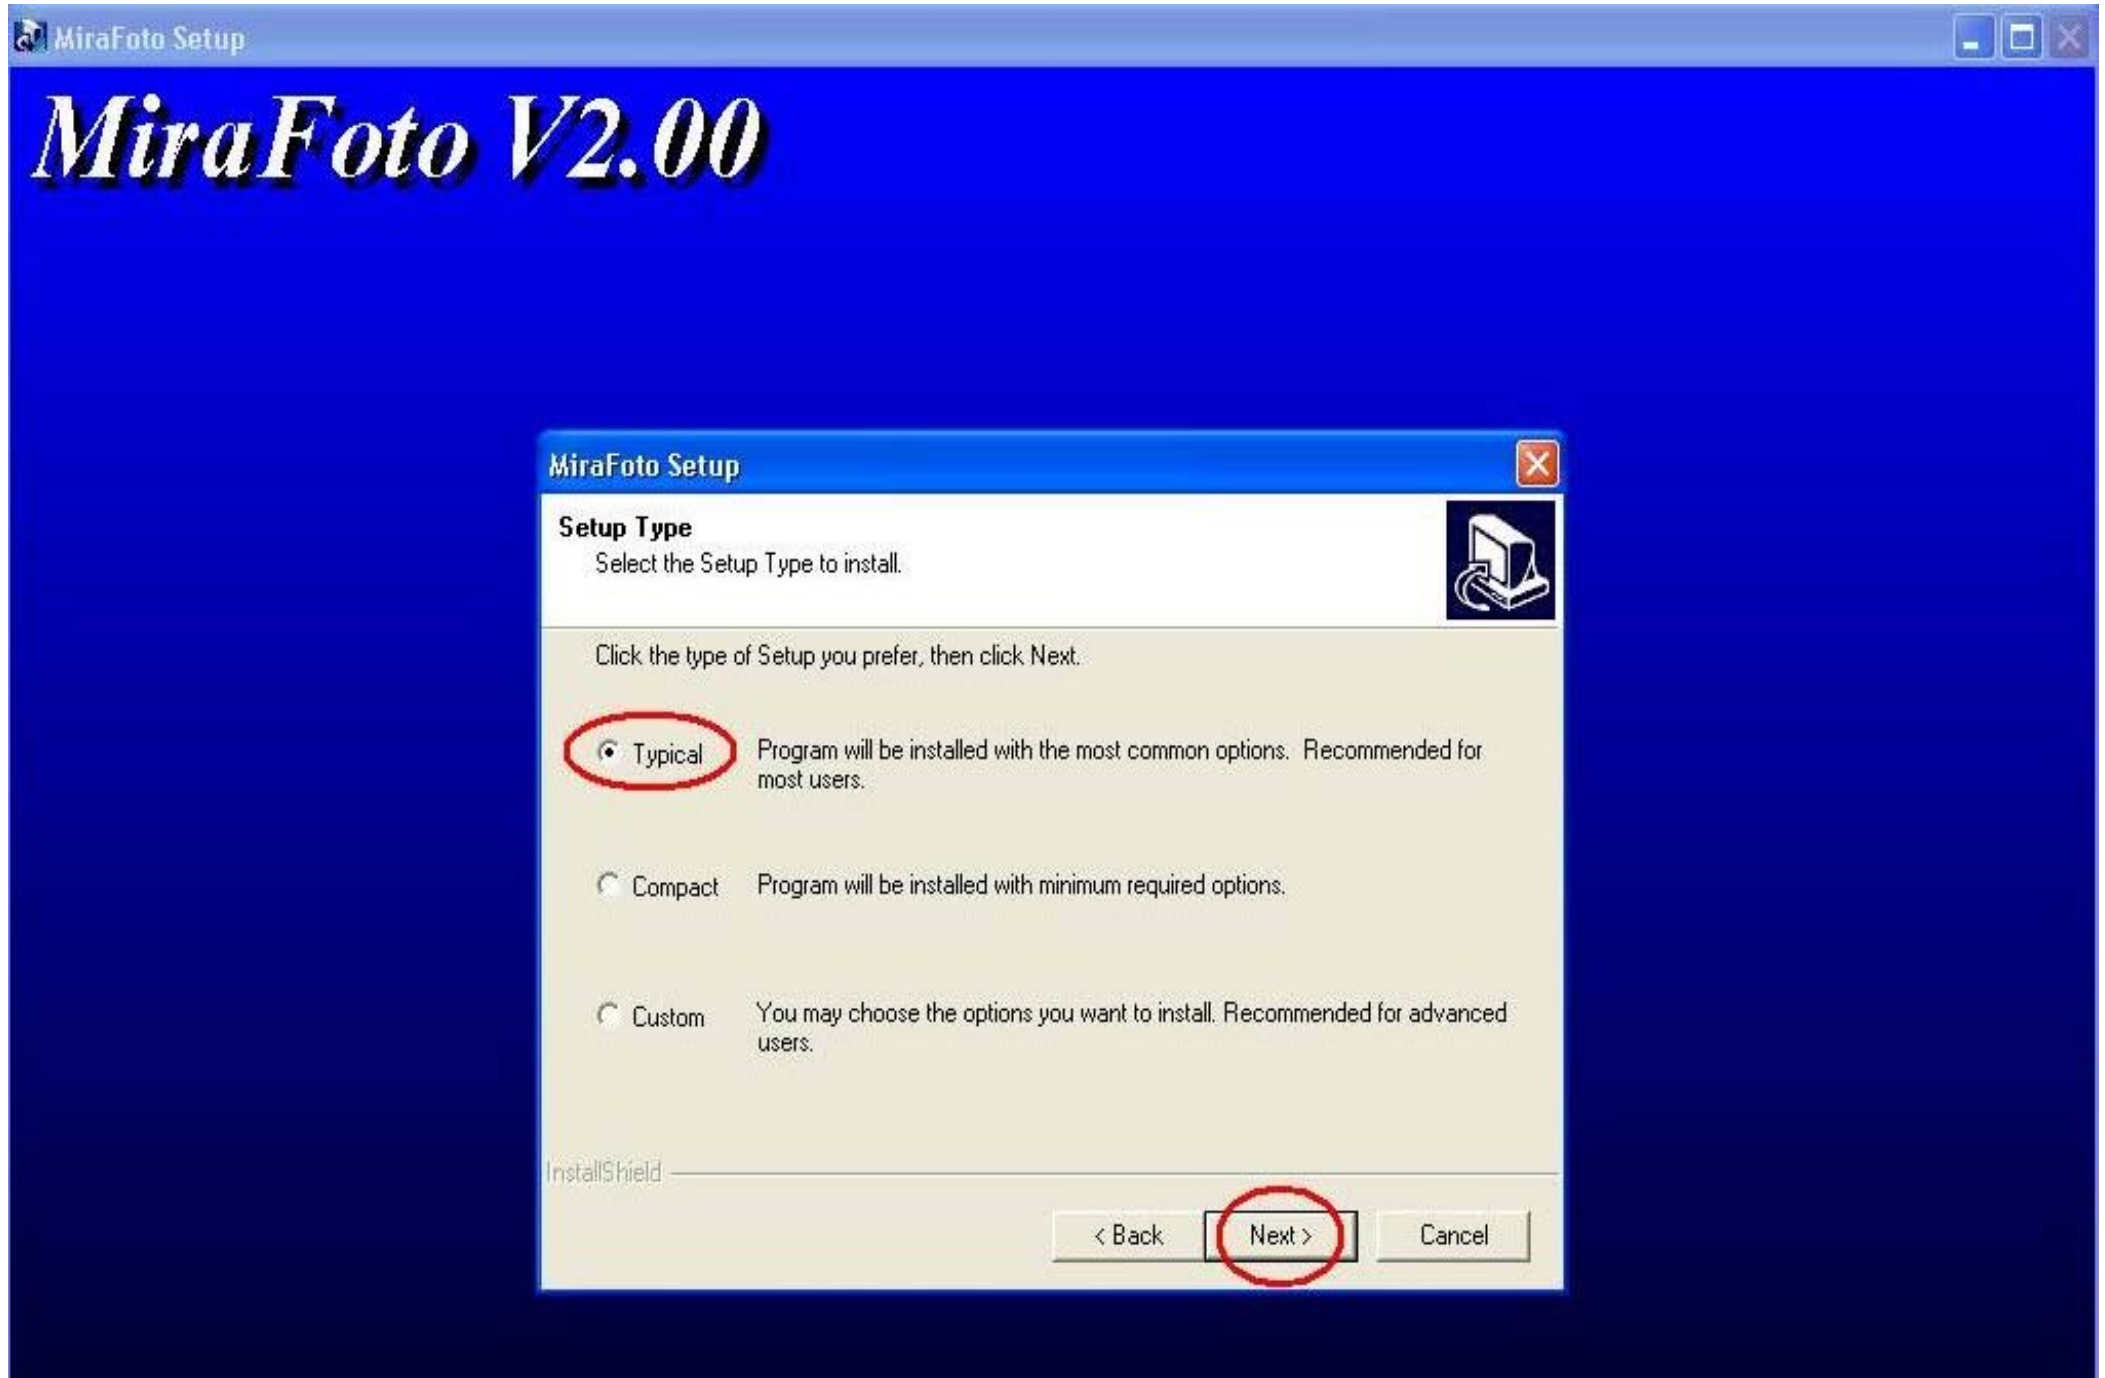 MiraFoto Setup
MiraFoto V2.00
MiraFoto Setup
Setup Type
Select the Setup Type to install.
Click the type of Setup you prefer, then click Next.
Typical
Program will be installed with the most common options.  Recommended for
most users.
Compact
Program will be installed with minimum required options.
Custom
You may choose the options you want to install. Recommended for advanced
users.
InstallShield
< Back
Next >
Cancel